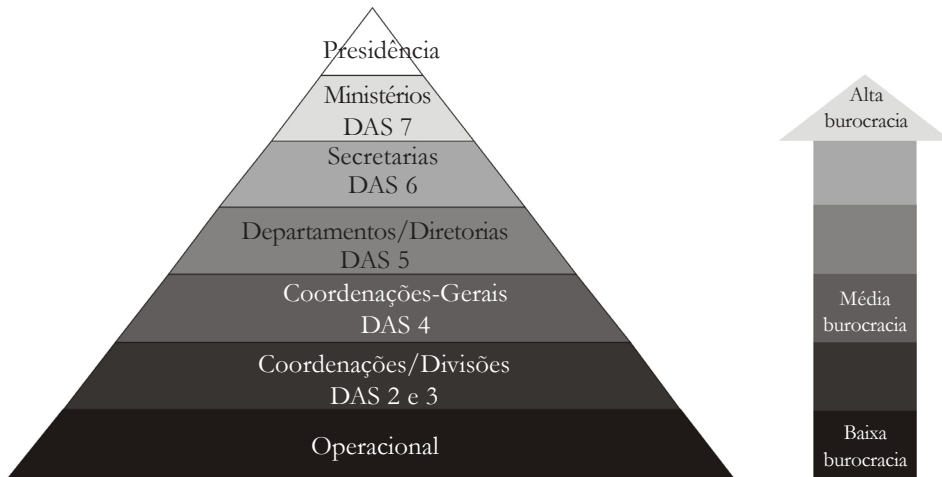 Presidência
Ministérios
DAS 7
Secretarias
DAS 6
Departamentos/Diretorias
DAS 5
Coordenações-Gerais
DAS 4
Coordenações/Divisões
DAS 2 e 3
Operacional
Alta
burocracia
Média
burocracia
Baixa
burocracia